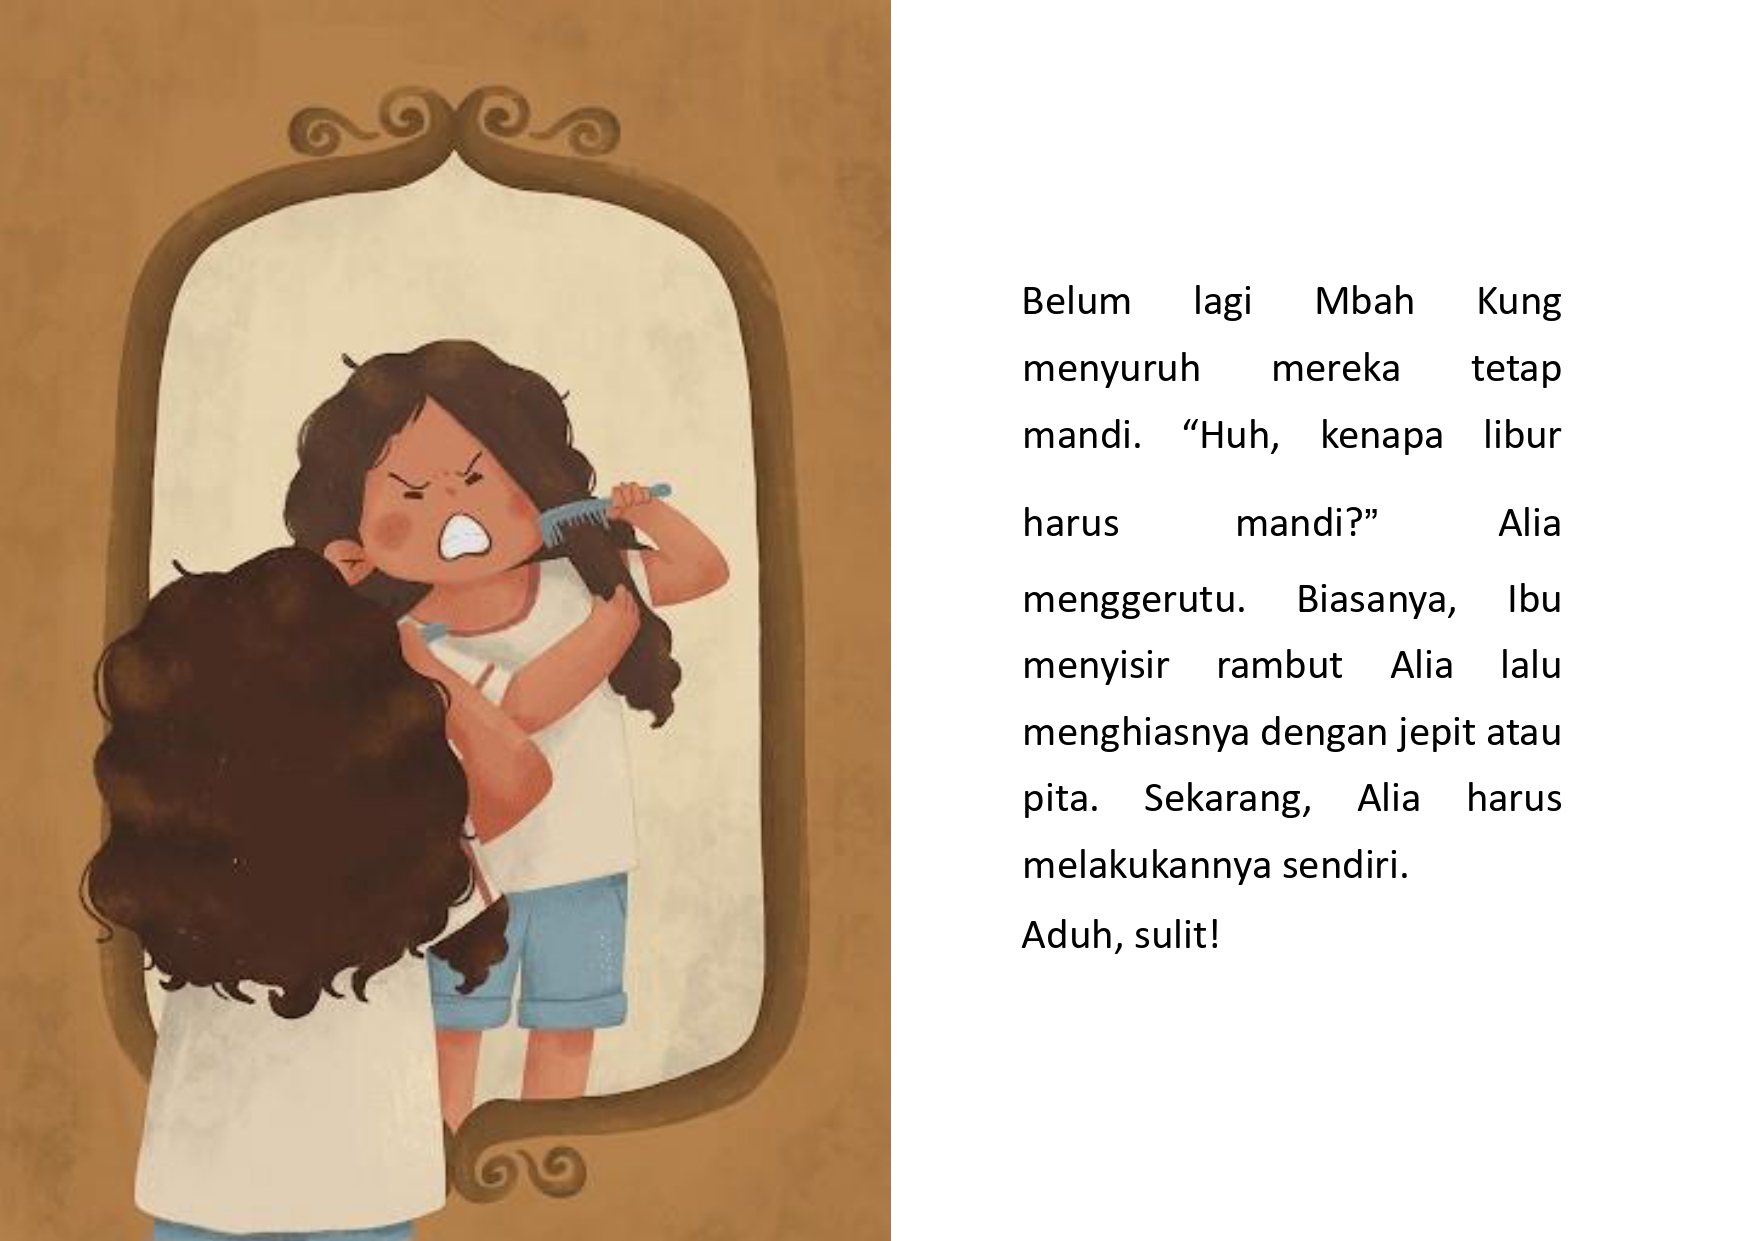 Belum lagi Mbah Kung
menyuruh mereka tetap
mandi. “Huh, kenapa libur
harus mandi?” Alia
menggerutu. Biasanya, Ibu
menyisir rambut Alia lalu
menghiasnya dengan jepit atau
pita. Sekarang, Alia harus
melakukannya sendiri.
Aduh, sulit!